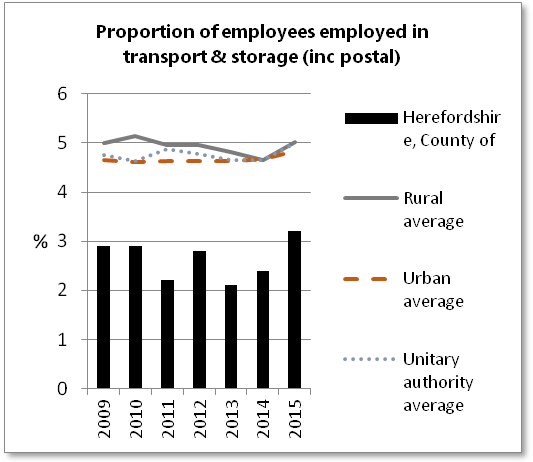 Proportion of employees employed in
transport & storage (inc postal)
6
5
4
3
2
1
0
%
2009
2010
2011
2012
2013
2014
2015
Herefordshir
e, County of
Rural
average
Urban
average
Unitary
authority
average